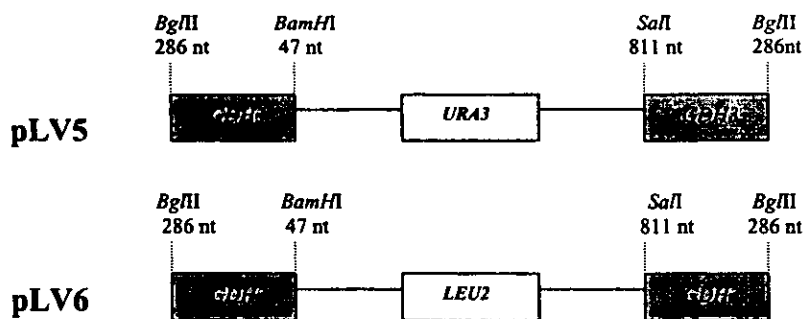 BglII BamHI SalI BglII
286 nt 47 nt 811 nt 286nt
pLV5 URA3
BglII BamHI SalI BglII
286 nt 47 nt 811 nt 286 nt
pLV6 LEU2